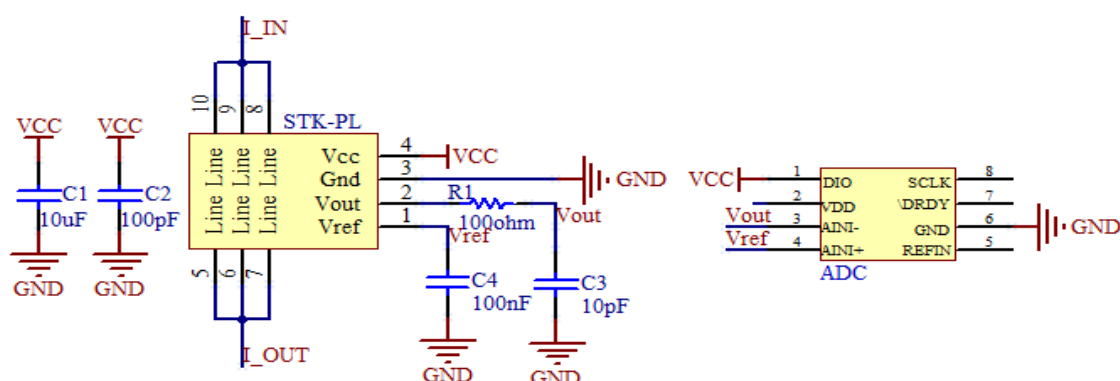 I_IN
10
9
8
STK-PL
VCC
VCC
C1
10uF
C2
100pF
GND
GND
Line Line
Line Line
Line Line
Vcc
Gnd
Vout
Vref
4
3
2
1
VCC
GND
R1
100ohm
Vout
Vref
C4
100nF
C3
10pF
GND
GND
5
6
7
I_OUT
VCC
Vout
Vref
1
2
3
4
DIO
VDD
AINI-
AINI+
SCLK
\DRDY
GND
REFIN
8
7
6
5
GND
ADC